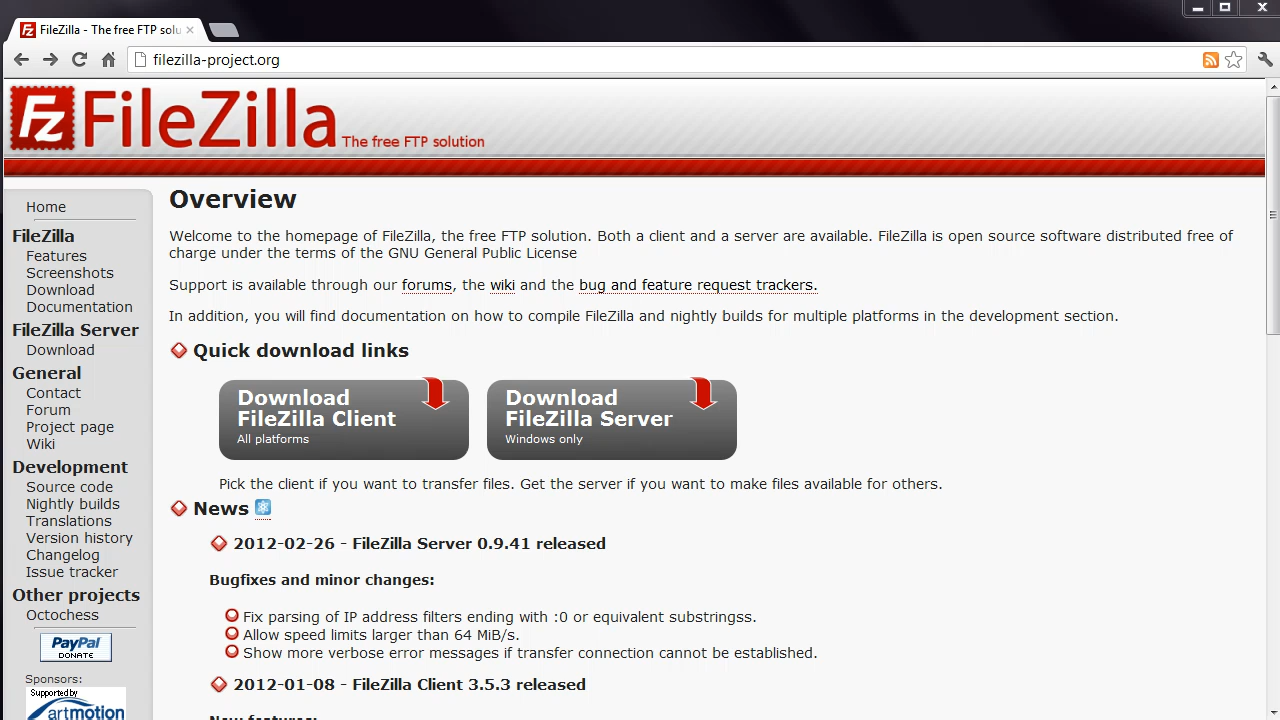 FileZilla - The free FTP solu
filezilla-project.org
Fz FileZilla The free FTP solution
Home
FileZilla
Features
Screenshots
Download
Documentation
FileZilla Server
Download
General
Contact
Forum
Project page
Wiki
Development
Source code
Nightly builds
Translations
Version history
Changelog
Issue tracker
Other projects
Octochess
PayPal
DONATE
Sponsors:
Supported by
artmotion
Overview
Welcome to the homepage of FileZilla, the free FTP solution. Both a client and a server are available. FileZilla is open source software distributed free of
charge under the terms of the GNU General Public License
Support is available through our forums, the wiki and the bug and feature request trackers.
In addition, you will find documentation on how to compile FileZilla and nightly builds for multiple platforms in the development section.
Quick download links
Download
FileZilla Client
All platforms
Download
FileZilla Server
Windows only
Pick the client if you want to transfer files. Get the server if you want to make files available for others.
News
2012-02-26 - FileZilla Server 0.9.41 released
Bugfixes and minor changes:
Fix parsing of IP address filters ending with :0 or equivalent substringss.
Allow speed limits larger than 64 MiB/s.
Show more verbose error messages if transfer connection cannot be established.
2012-01-08 - FileZilla Client 3.5.3 released
New features: